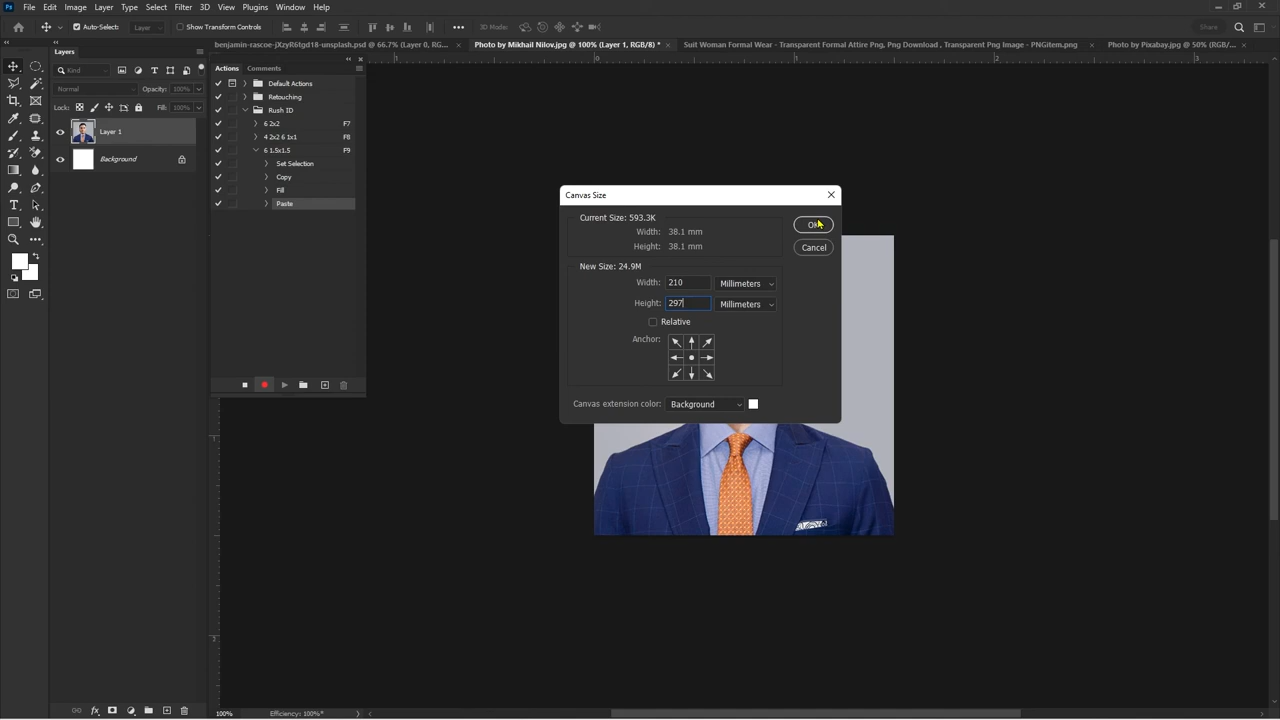 Ps File Edit Image Layer Type Select Filter 3D View Plugins Window Help
Auto-Select: Layer Show Transform Controls 3D Mode: Share
benjamin-rascoe-jXzyR6tgd18-unsplash.psd @ 66.7% (Layer 0, RG... × Photo by Mikhail Nilov.jpg @ 100% (Layer 1, RGB/8) * × Suit Woman Formal Wear - Transparent Formal Attire Png, Png Download , Transparent Png Image - PNGitem.png Photo by Pixabay.jpg @ 50% (RGB/... ×
Layers
Kind
Normal Opacity: 100%
Lock: Fill: 100%
Layer 1
Background
Actions Comments
Default Actions
Retouching
Rush ID
6 2x2 F7
4 2x2 6 1x1 F8
6 1.5x1.5 F9
Set Selection
Copy
Fill
Paste
1 0 1 2 3
Canvas Size
Current Size: 593.3K
Width: 38.1 mm
Height: 38.1 mm
OK
Cancel
New Size: 24.9M
Width: 210 Millimeters
Height: 297 Millimeters
Relative
Anchor:
Canvas extension color: Background
100% Efficiency: 100%*